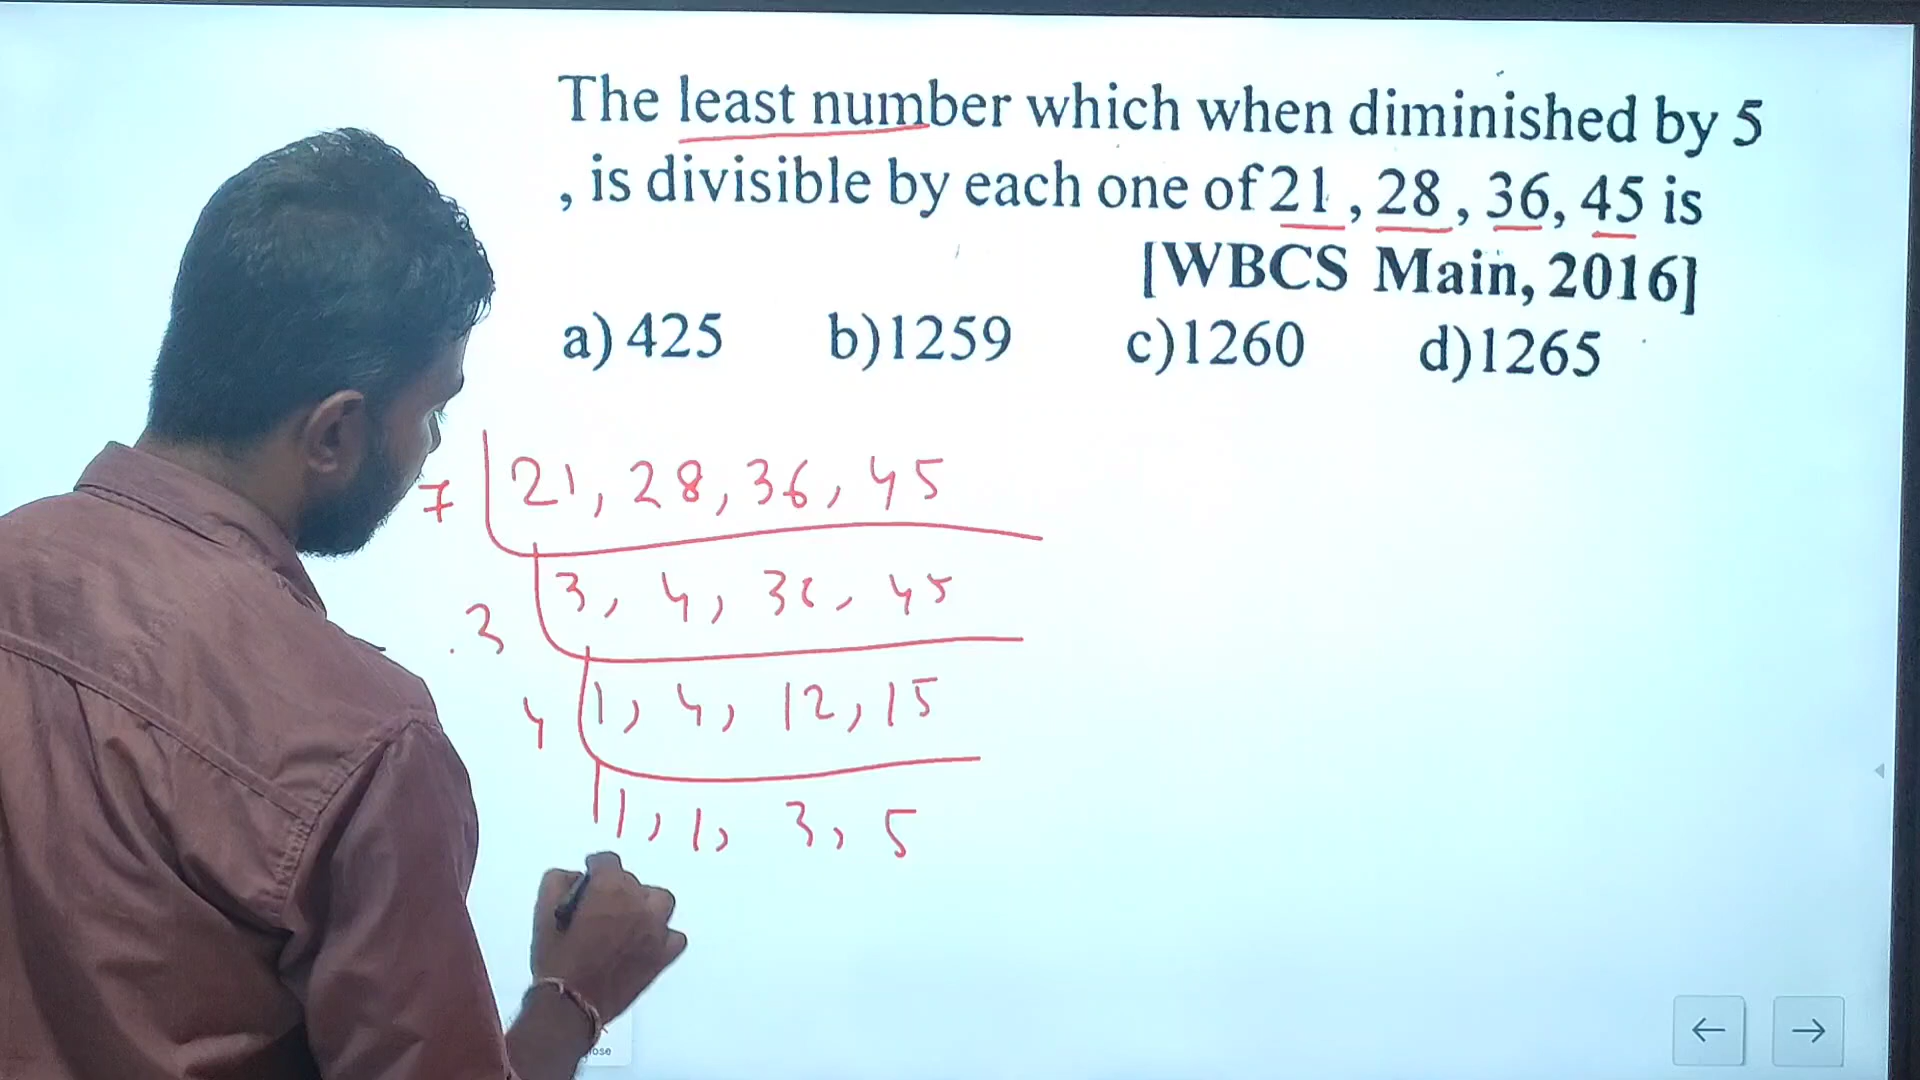 The least number which when diminished by 5
, is divisible by each one of 21, 28, 36, 45 is
[WBCS Main, 2016]
a) 425 b)1259 c)1260 d)1265
7 21, 28, 36, 45
3 3, 4, 36, 45
4 1, 4, 12, 15
1, 1, 3, 5
← →